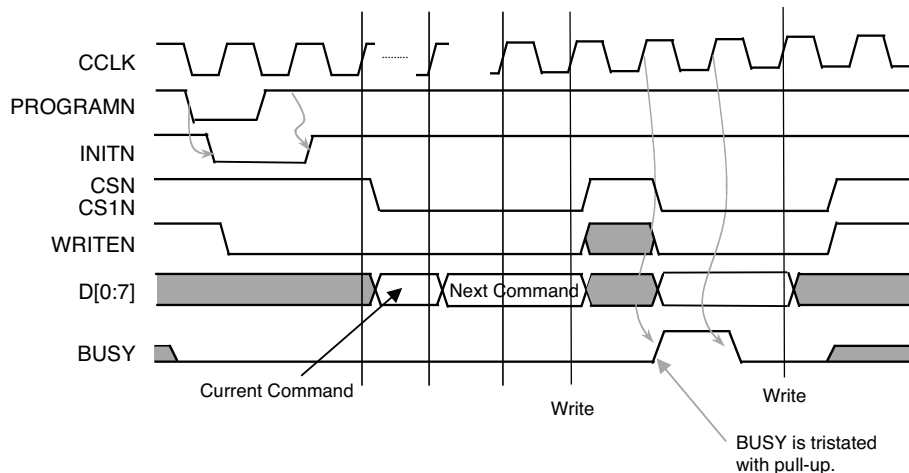 CCLK
PROGRAMN
INITN
CSN
CS1N
WRITEN
D[0:7]
Next Command
BUSY
Current Command
Write
Write
BUSY is tristated
with pull-up.